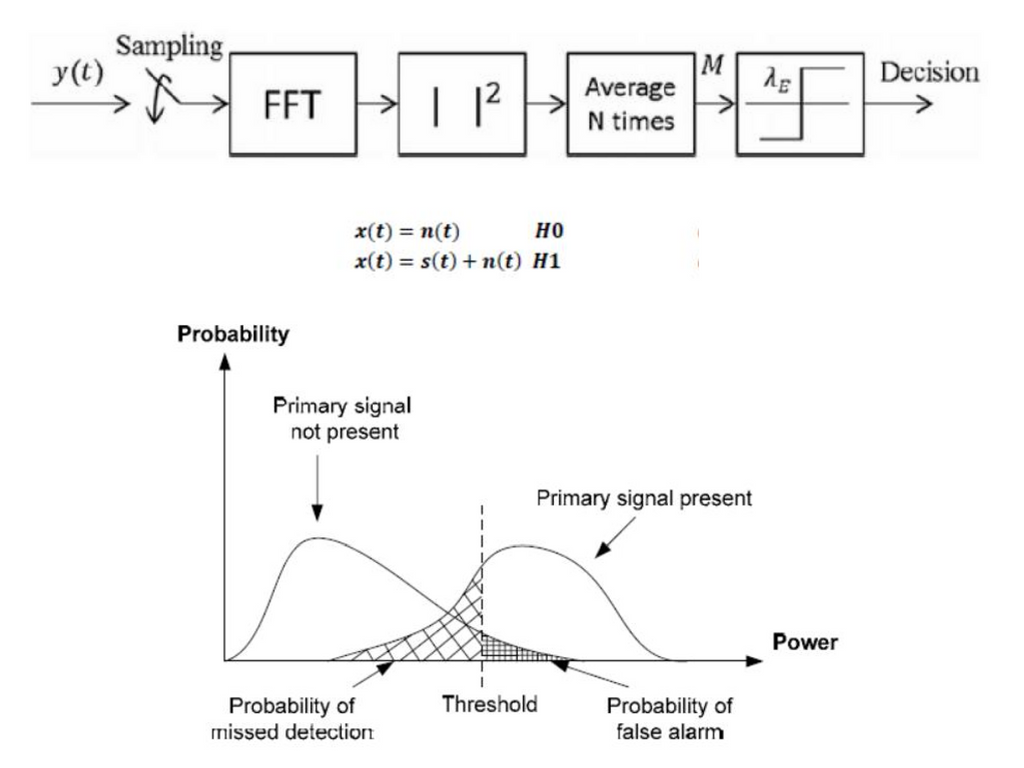 Sampling
y(t)
FFT
| |²
Average
N times
M
λE
Decision
x(t) = n(t) H0
x(t) = s(t) + n(t) H1
Probability
Primary signal
not present
Primary signal present
Power
Probability of
missed detection
Threshold
Probability of
false alarm